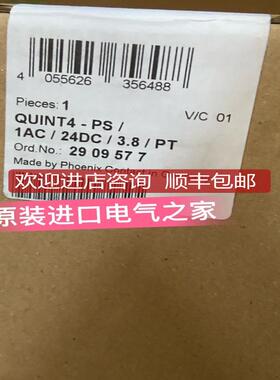 4 055626 356488
Pieces: 1
V/C 01
QUINT4 - PS /
1AC / 24DC / 3.8 / PT
Ord.No.: 29 09 57 7
Made by Phoenix Contact in
欢迎进店咨询 顺丰包邮
原装进口电气之家